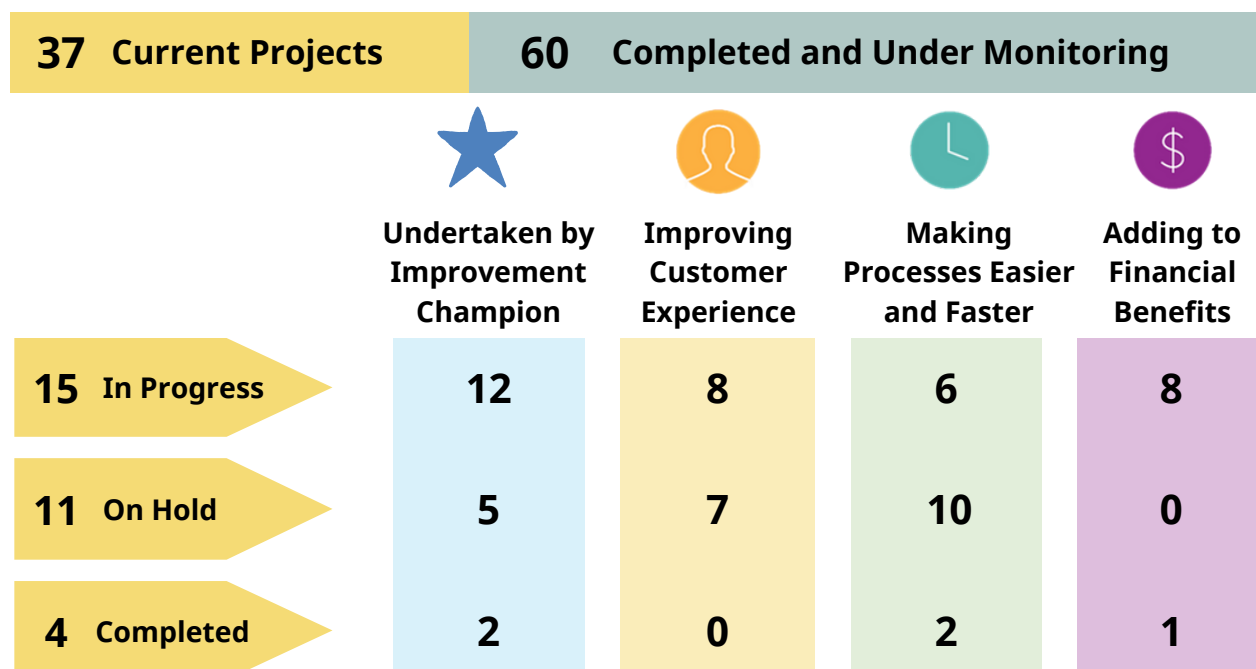 37 Current Projects
60 Completed and Under Monitoring
$
Undertaken by
Improvement
Champion
Improving
Customer
Experience
Making
Processes Easier
and Faster
Adding to
Financial
Benefits
15 In Progress
12
8
6
8
11 On Hold
5
7
10
0
4 Completed
2
0
2
1